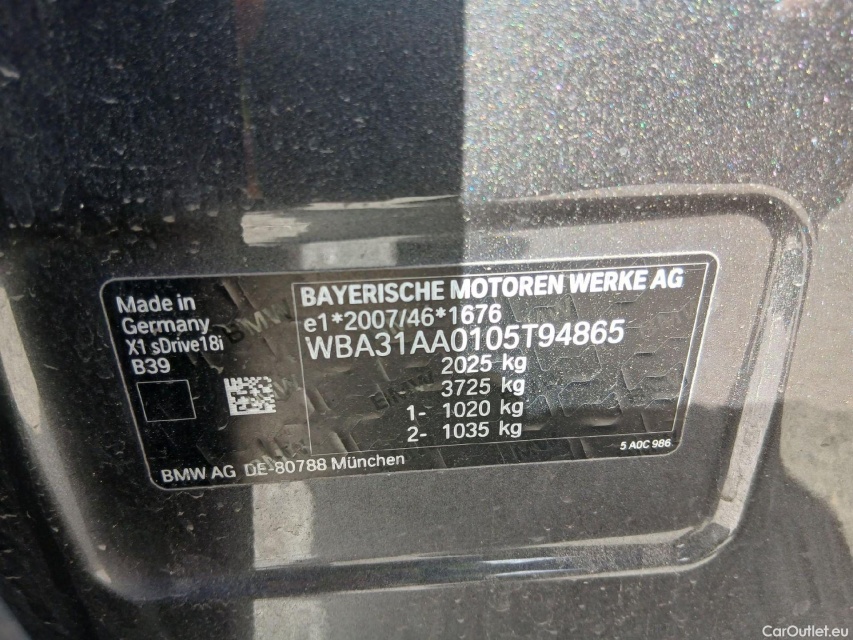 Made in
Germany
X1 sDrive18i
B39
BAYERISCHE MOTOREN WERKE AG
e1*2007/46*1676
WBA31AA0105T94865
2025 kg
3725 kg
1- 1020 kg
2- 1035 kg
5 A0C 986
BMW AG DE-80788 München
CarOutlet.eu